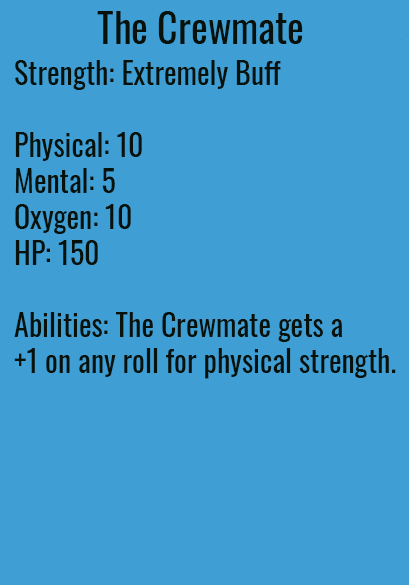 The Crewmate
Strength: Extremely Buff
Physical: 10
Mental: 5
Oxygen: 10
HP: 150
Abilities: The Crewmate gets a
+1 on any roll for physical strength.